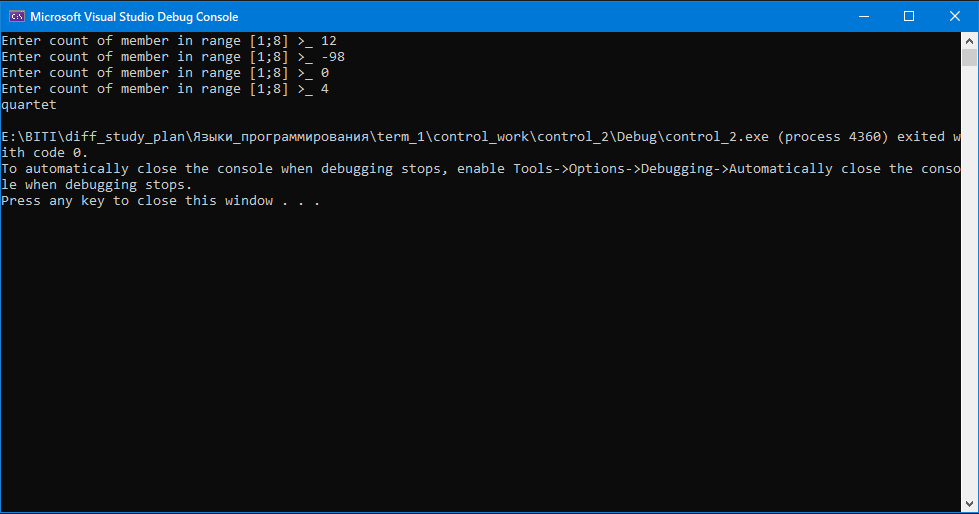 Microsoft Visual Studio Debug Console
Enter count of member in range [1;8] >_ 12
Enter count of member in range [1;8] >_ -98
Enter count of member in range [1;8] >_ 0
Enter count of member in range [1;8] >_ 4
quartet
E:\BITI\diff_study_plan\Языки_программирования\term_1\control_work\control_2\Debug\control_2.exe (process 4360) exited w
ith code 0.
To automatically close the console when debugging stops, enable Tools->Options->Debugging->Automatically close the conso
le when debugging stops.
Press any key to close this window . . .